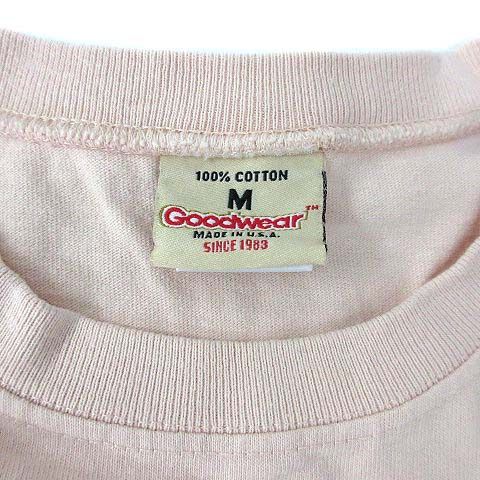 100% COTTON
M
Goodwear™
MADE IN U.S.A.
SINCE 1983